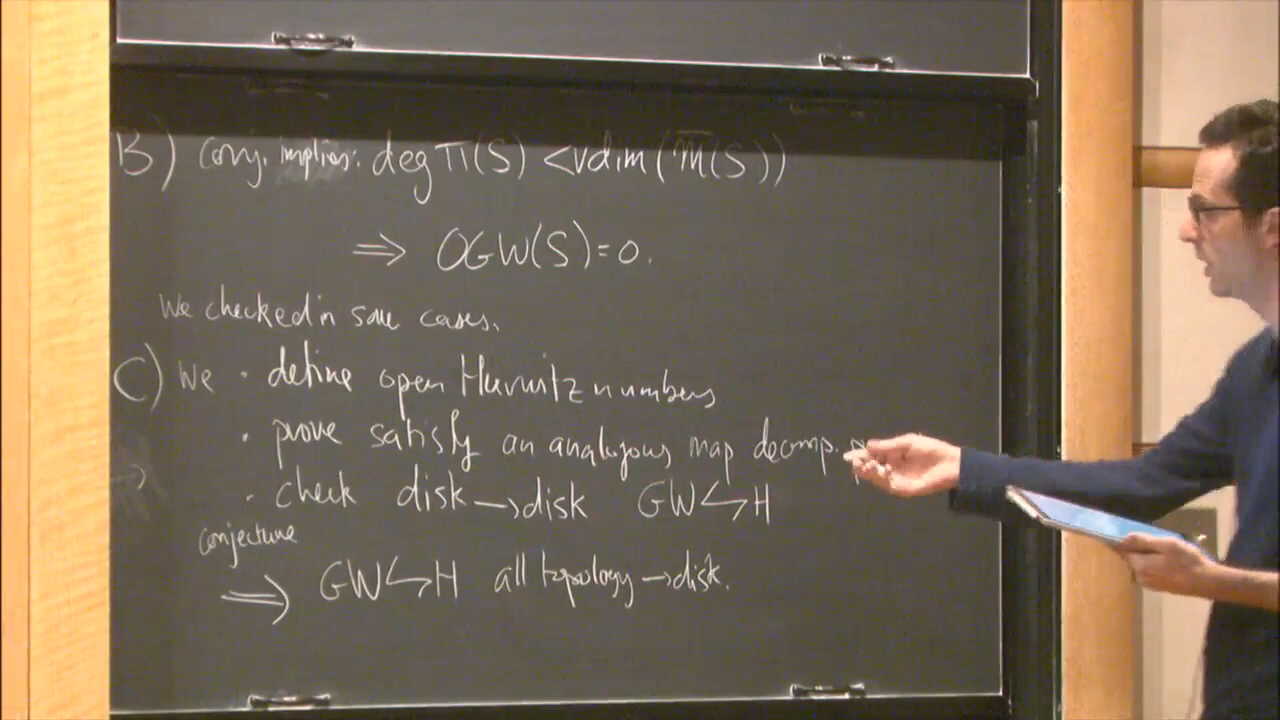 B) Conj. implies: deg π(S) < vdim(m̅(S))
⇒ OGW(S)=0.
We checked in some cases.
C) We · define open Hurwitz numbers
· prove satisfy an analogous map decomp.
· check disk → disk GW↯H
conjecture
⇒ GW↯H all topology → disk.